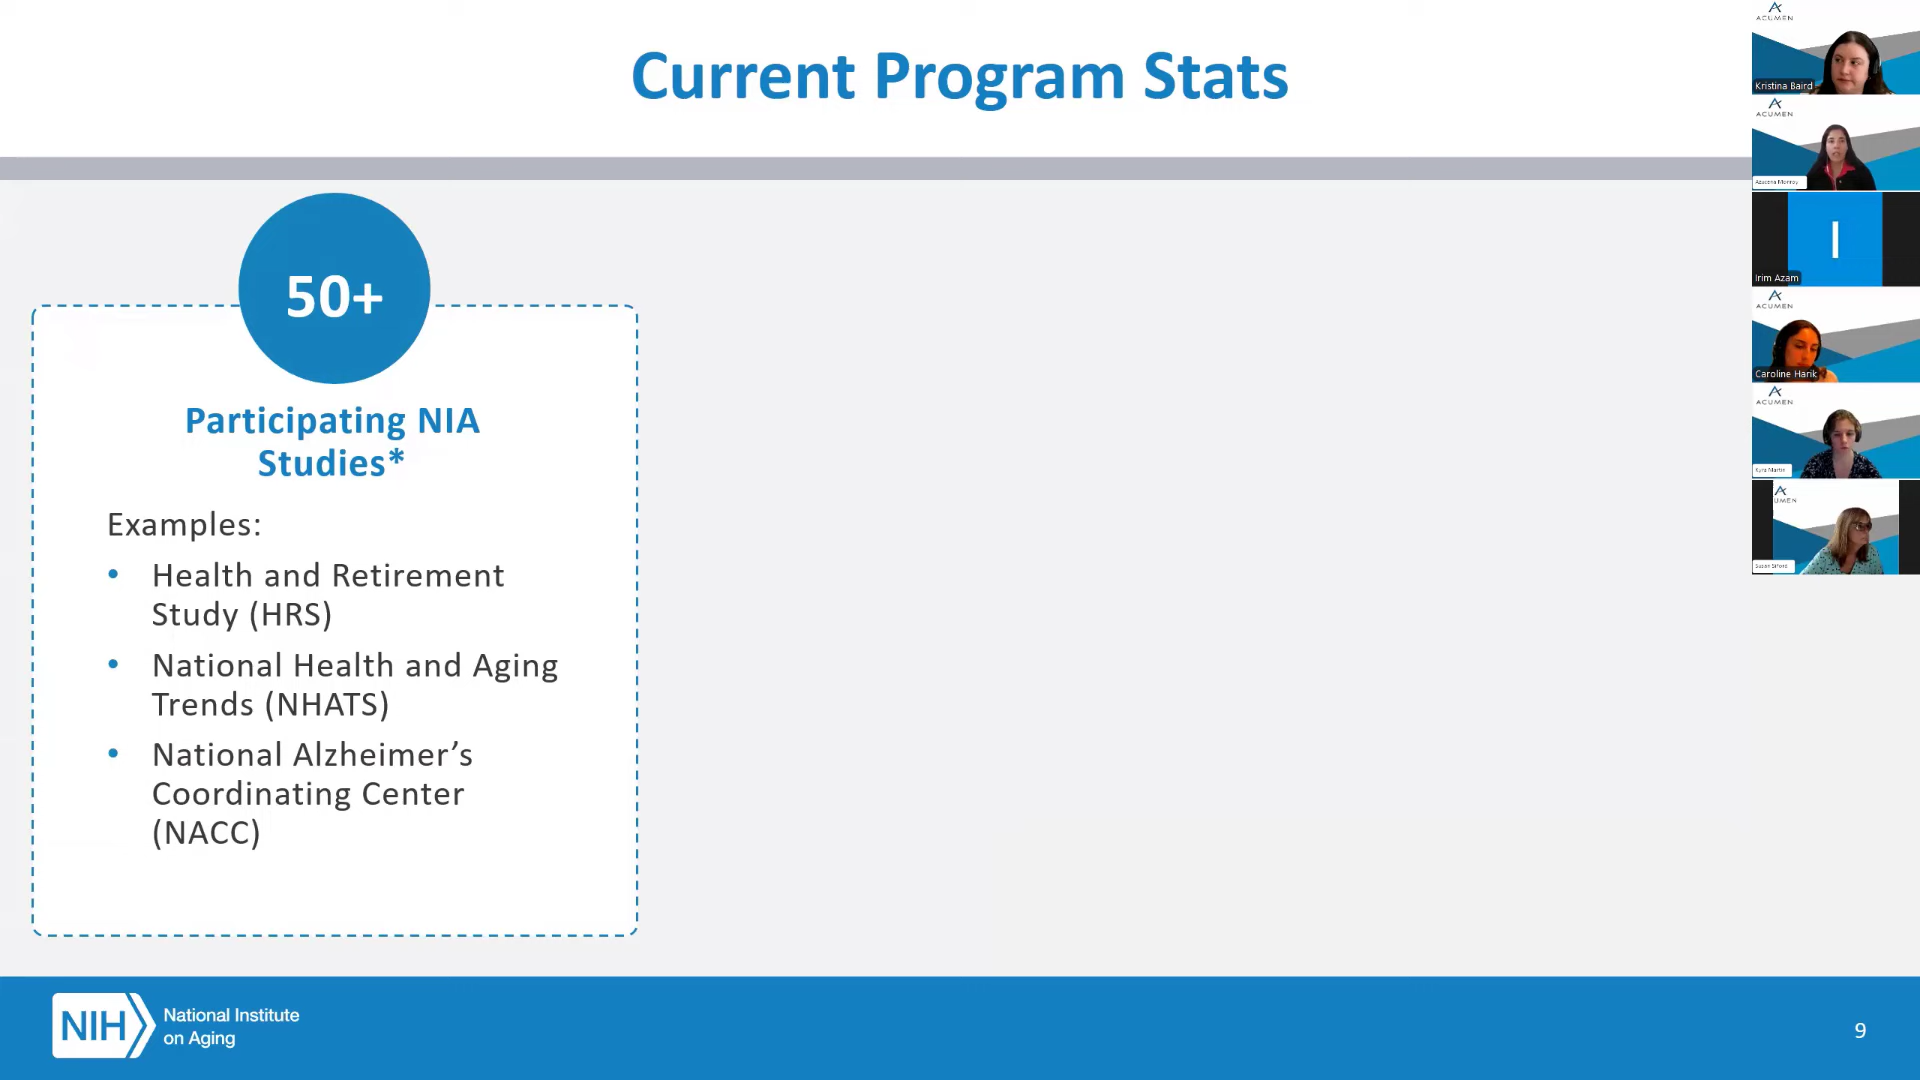 Current Program Stats
50+
Participating NIA
Studies*
Examples:
• Health and Retirement
Study (HRS)
• National Health and Aging
Trends (NHATS)
• National Alzheimer’s
Coordinating Center
(NACC)
NIH
National Institute
on Aging
9
ACUMEN
Kristina Baird
ACUMEN
Azucena Monroy
I
Irim Azam
ACUMEN
Caroline Harik
ACUMEN
Kyra Martin
UMEN
Susan